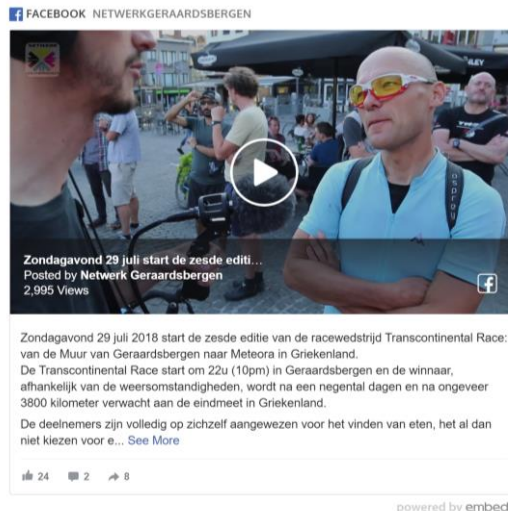 FACEBOOK NETWERKGERAARDSBERGEN
NETWERK
OSPREY
Zondagavond 29 juli start de zesde editi...
Posted by Netwerk Geraardsbergen
2,995 Views
Zondagavond 29 juli 2018 start de zesde editie van de racewedstrijd Transcontinental Race:
van de Muur van Geraardsbergen naar Meteora in Griekenland.
De Transcontinental Race start om 22u (10pm) in Geraardsbergen en de winnaar,
afhankelijk van de weersomstandigheden, wordt na een negental dagen en na ongeveer
3800 kilometer verwacht aan de eindmeet in Griekenland.
De deelnemers zijn volledig op zichzelf aangewezen voor het vinden van eten, het al dan
niet kiezen voor e... See More
24 2 8
powered by embed